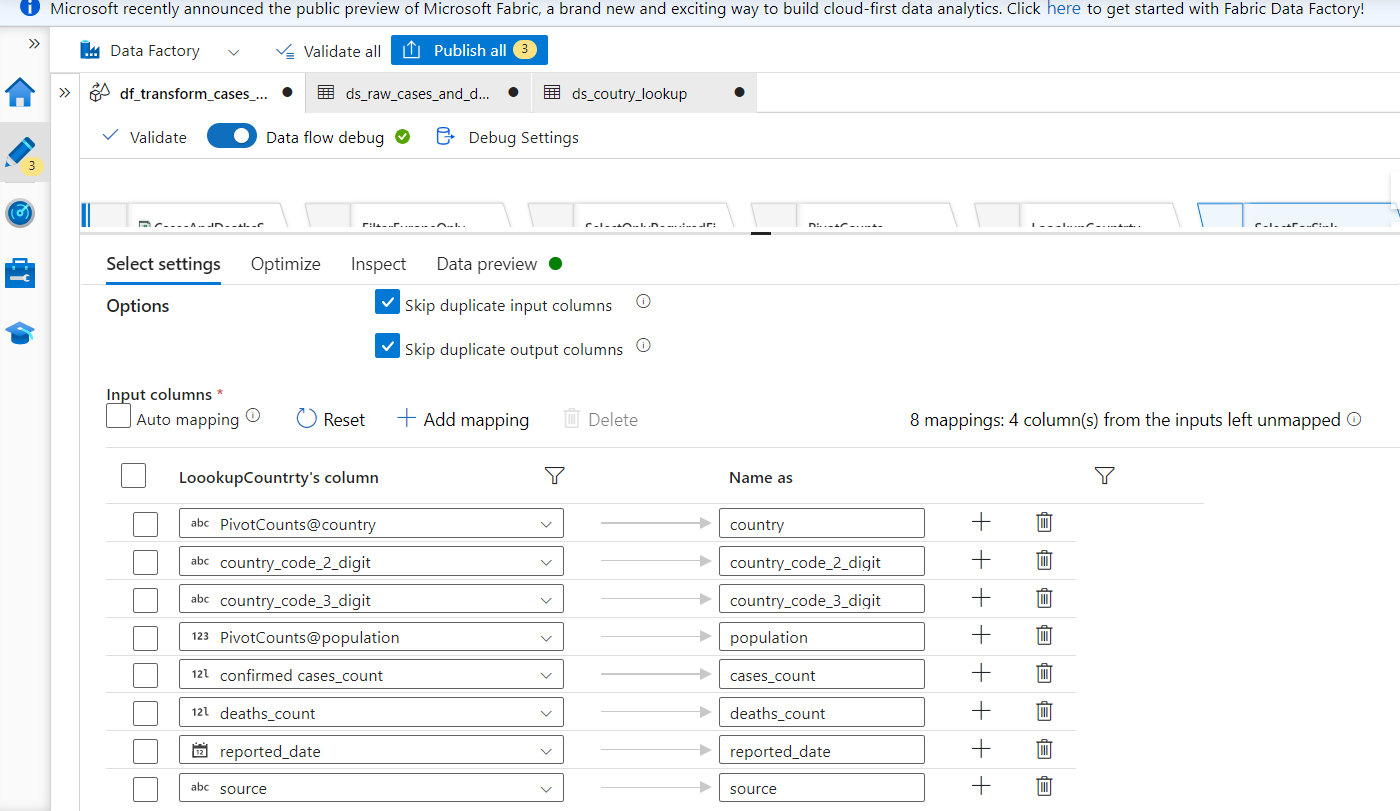 Microsoft recently announced the public preview of Microsoft Fabric, a brand new and exciting way to build cloud-first data analytics. Click here to get started with Fabric Data Factory!
Data Factory
Validate all
Publish all 3
df_transform_cases_...
ds_raw_cases_and_d...
ds_coutry_lookup
Validate
Data flow debug
Debug Settings
3
CasesAndDeathsS
FilterEuropeOnly
SelectOnlyRequiredFi
PivotCounts
LoookupCountrty
SelectForSink
Select settings
Optimize
Inspect
Data preview
Options
Skip duplicate input columns
Skip duplicate output columns
Input columns *
Auto mapping
Reset
Add mapping
Delete
8 mappings: 4 column(s) from the inputs left unmapped
LoookupCountrty's column
Name as
abc PivotCounts@country
country
abc country_code_2_digit
country_code_2_digit
abc country_code_3_digit
country_code_3_digit
123 PivotCounts@population
population
12l confirmed cases_count
cases_count
12l deaths_count
deaths_count
12 reported_date
reported_date
abc source
source